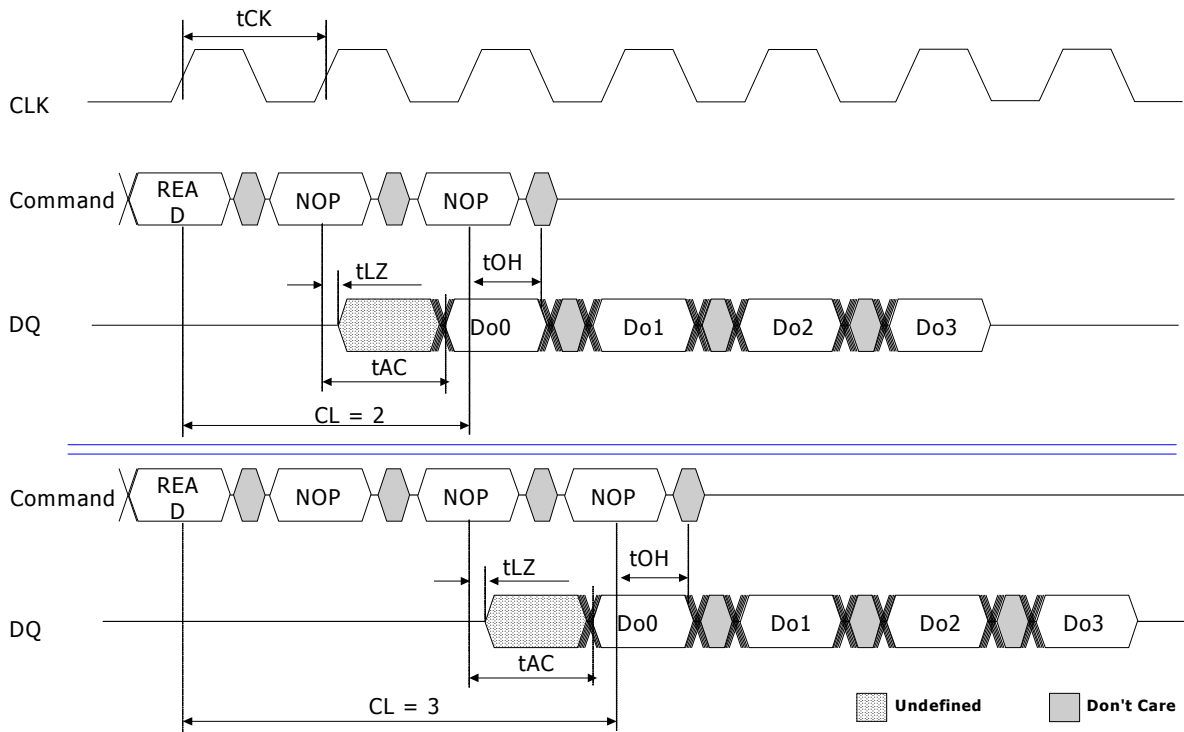 tCK
CLK
Command
REA
D
NOP
NOP
tLZ
tOH
DQ
Do0
Do1
Do2
Do3
tAC
CL = 2
Command
REA
D
NOP
NOP
NOP
tLZ
tOH
DQ
Do0
Do1
Do2
Do3
tAC
CL = 3
Undefined
Don't Care